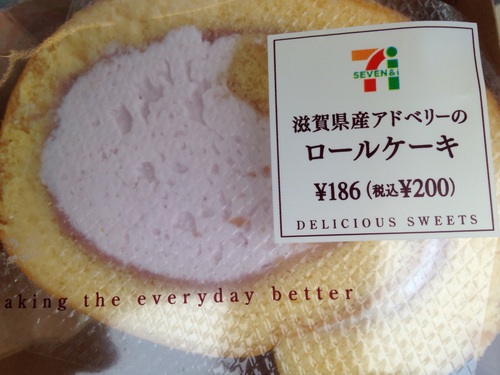 SEVEN&i
滋賀県産アドベリーの
ロールケーキ
¥186(税込¥200)
DELICIOUS SWEETS
aking the everyday better